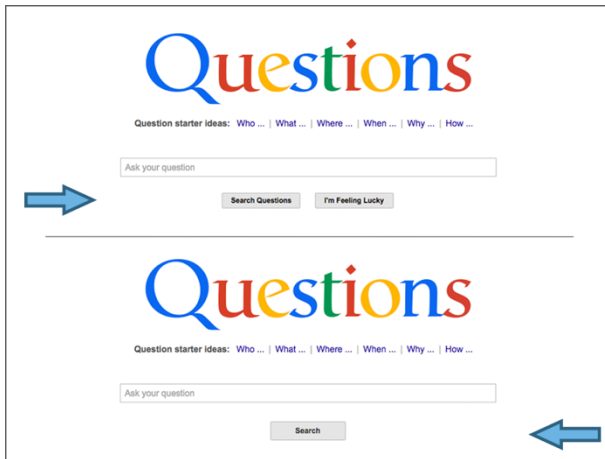 Questions
Question starter ideas: Who ... | What ... | Where ... | When ... | Why ... | How ...
Ask your question
Search Questions I'm Feeling Lucky
Questions
Question starter ideas: Who ... | What ... | Where ... | When ... | Why ... | How ...
Ask your question
Search